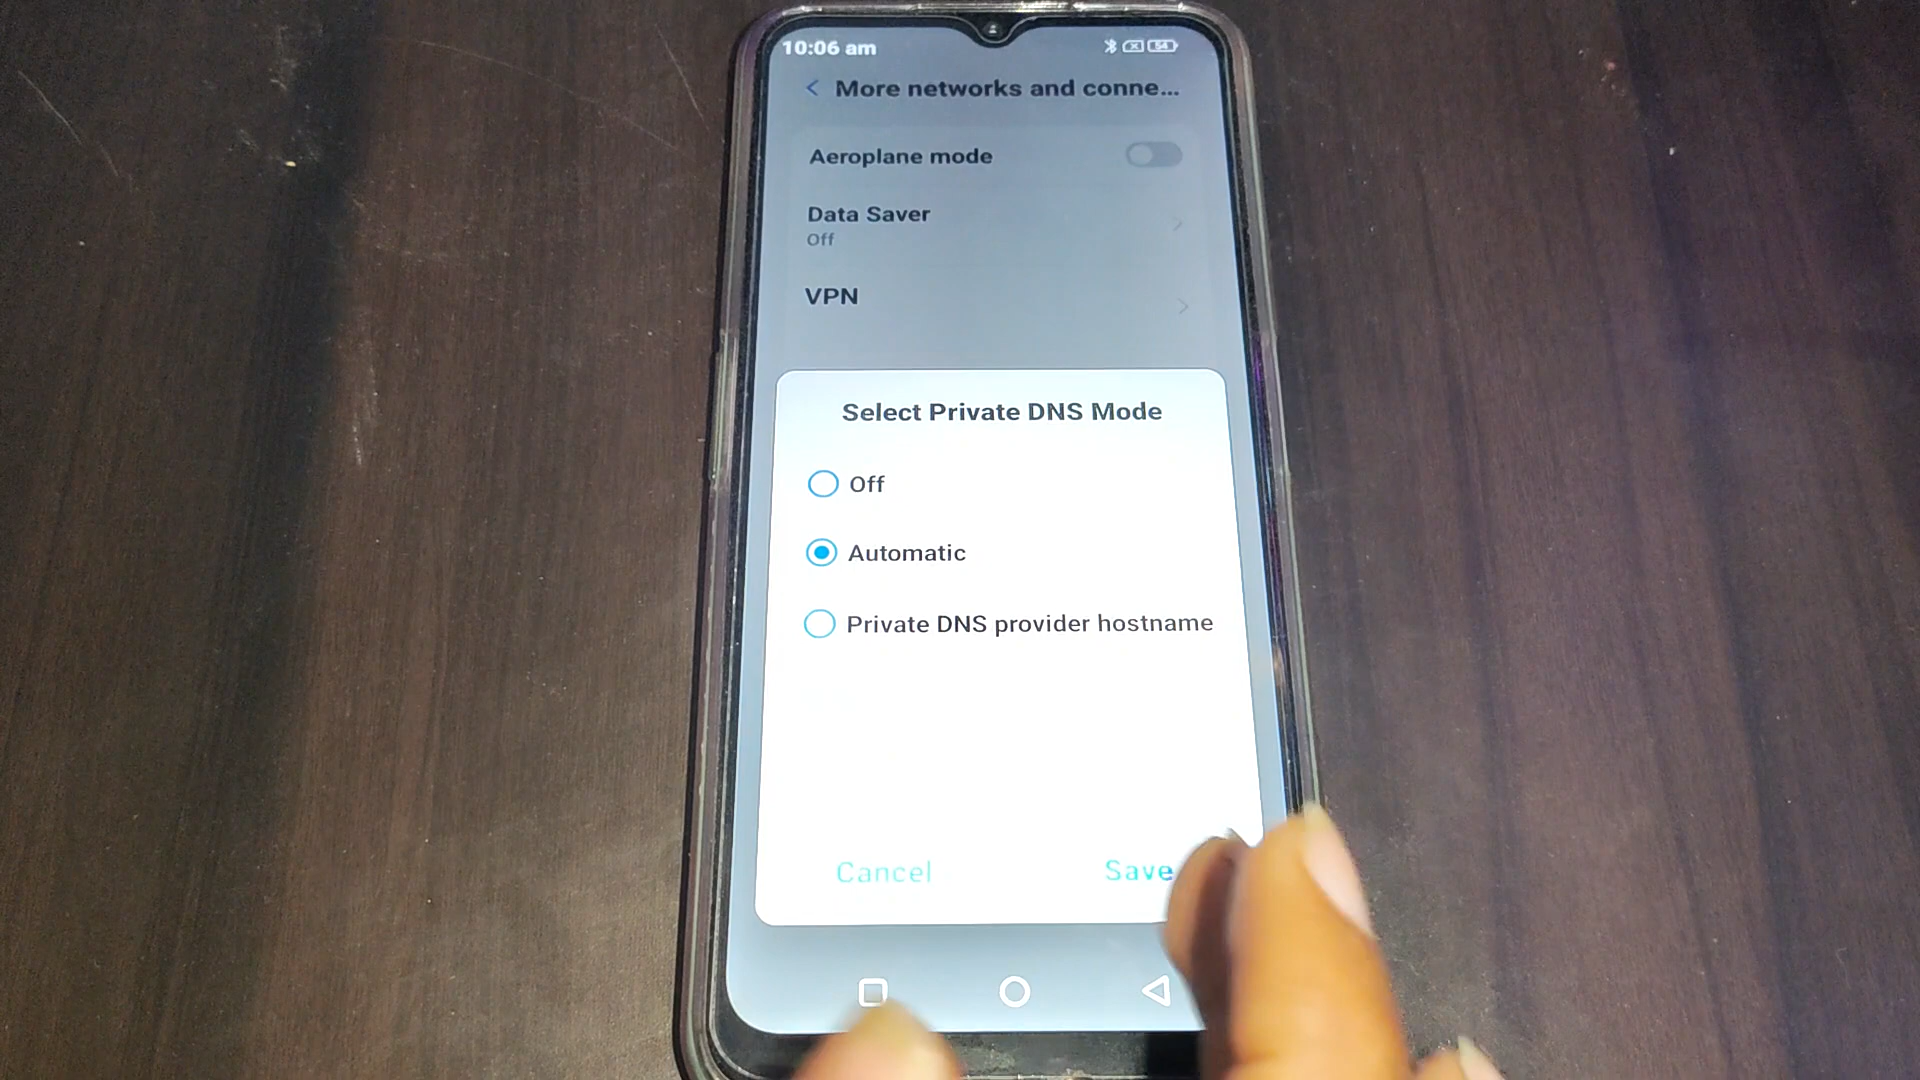 10:06 am
54
More networks and conne...
Aeroplane mode
Data Saver
Off
VPN
Select Private DNS Mode
Off
Automatic
Private DNS provider hostname
Cancel
Save